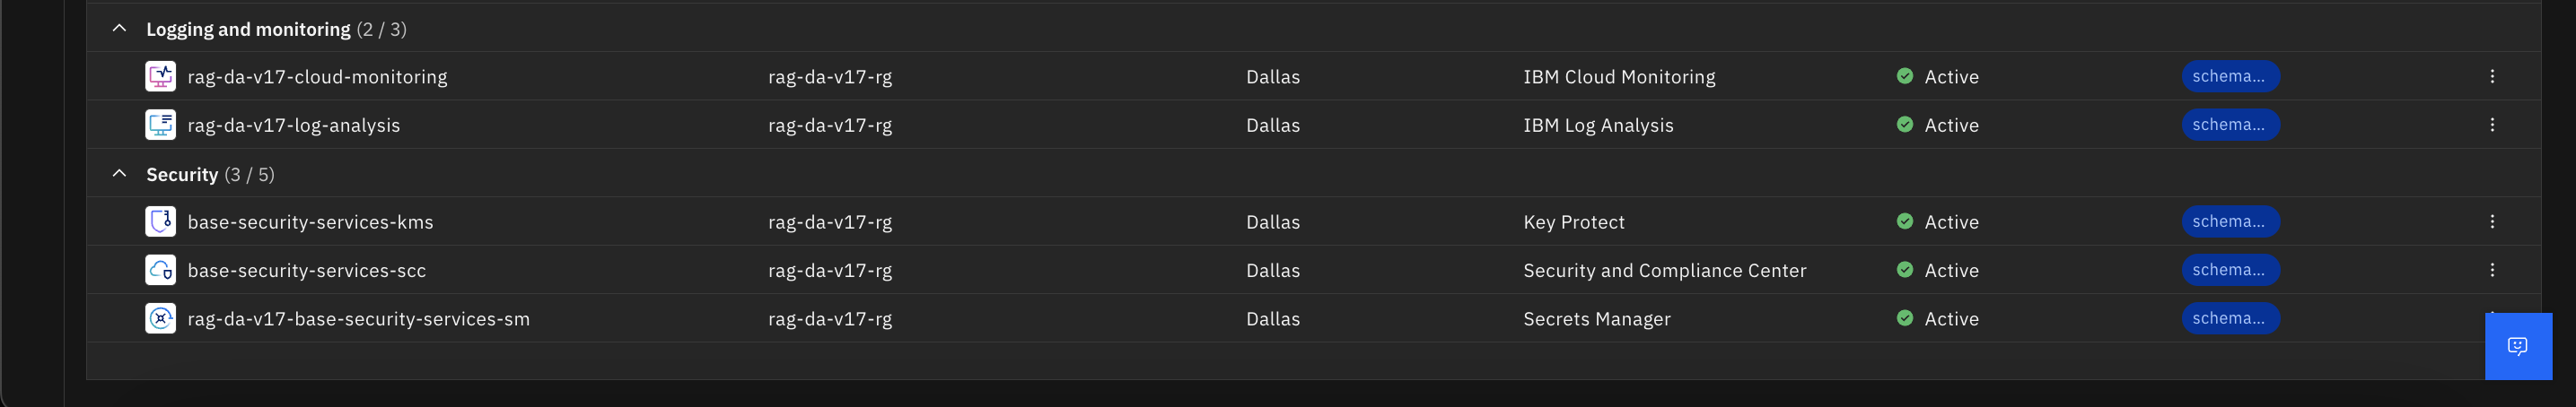 Logging and monitoring (2 / 3)
rag-da-v17-cloud-monitoring rag-da-v17-rg Dallas IBM Cloud Monitoring Active schema...
rag-da-v17-log-analysis rag-da-v17-rg Dallas IBM Log Analysis Active schema...
Security (3 / 5)
base-security-services-kms rag-da-v17-rg Dallas Key Protect Active schema...
base-security-services-scc rag-da-v17-rg Dallas Security and Compliance Center Active schema...
rag-da-v17-base-security-services-sm rag-da-v17-rg Dallas Secrets Manager Active schema...